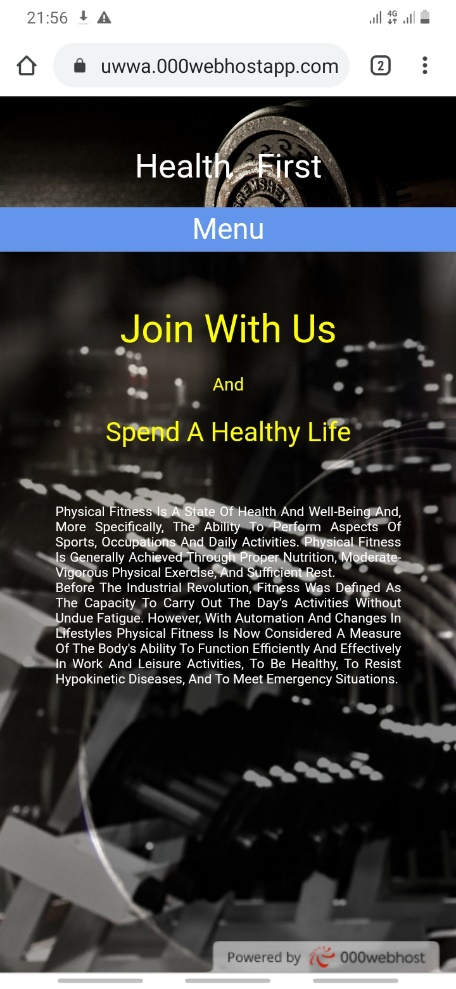 21:56
4G
uwwa.000webhostapp.com
2
Health First
Menu
Join With Us
And
Spend A Healthy Life
Physical Fitness Is A State Of Health And Well-Being And,
More Specifically, The Ability To Perform Aspects Of
Sports, Occupations And Daily Activities. Physical Fitness
Is Generally Achieved Through Proper Nutrition, Moderate-
Vigorous Physical Exercise, And Sufficient Rest.
Before The Industrial Revolution, Fitness Was Defined As
The Capacity To Carry Out The Day's Activities Without
Undue Fatigue. However, With Automation And Changes In
Lifestyles Physical Fitness Is Now Considered A Measure
Of The Body's Ability To Function Efficiently And Effectively
In Work And Leisure Activities, To Be Healthy, To Resist
Hypokinetic Diseases, And To Meet Emergency Situations.
Powered by 000webhost